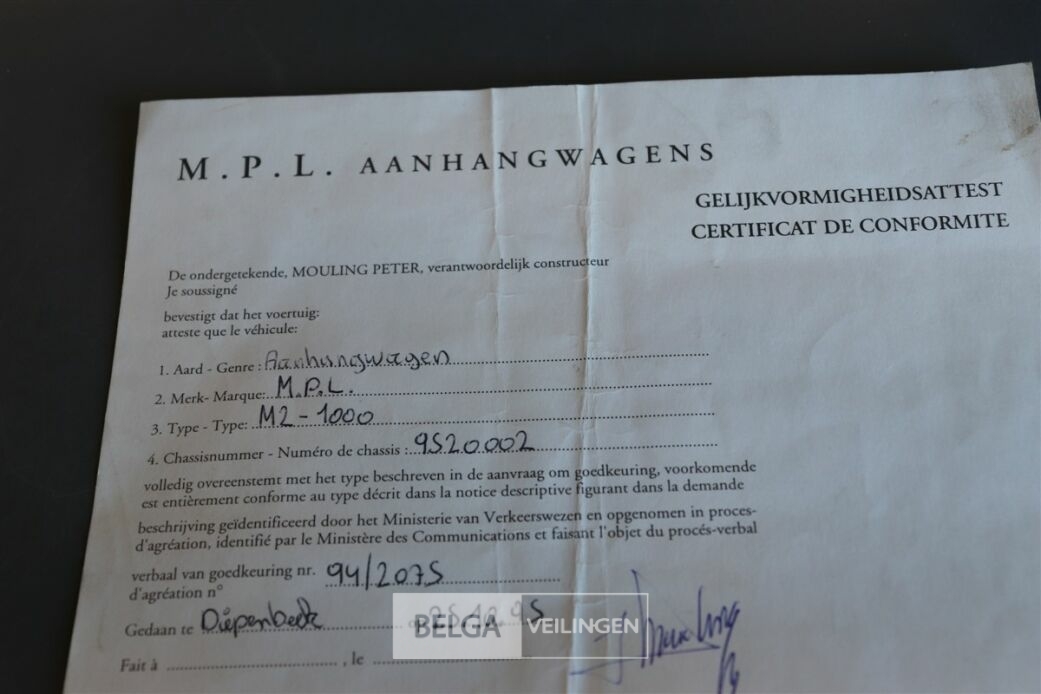 M.P.L. AANHANGWAGENS
GELIJKVORMIGHEIDSATTEST
CERTIFICAT DE CONFORMITE
De ondergetekende, MOULING PETER, verantwoordelijk constructeur
Je soussigné
bevestigt dat het voertuig:
atteste que le véhicule:
1. Aard - Genre : Aanhangwagen
2. Merk- Marque: M.P.L.
3. Type - Type: M2 - 1000
4. Chassisnummer - Numéro de chassis : 9520002
volledig overeenstemt met het type beschreven in de aanvraag om goedkeuring, voorkomende
est entièrement conforme au type décrit dans la notice descriptive figurant dans la demande
beschrijving geïdentificeerd door het Ministerie van Verkeerswezen en opgenomen in proces-
d'agréation, identifié par le Ministère des Communications et faisant l'objet du procés-verbal
verbaal van goedkeuring nr. 94/2075
d'agréation n°
Gedaan te Diepenbeek
Fait à , le
BELGA VEILINGEN